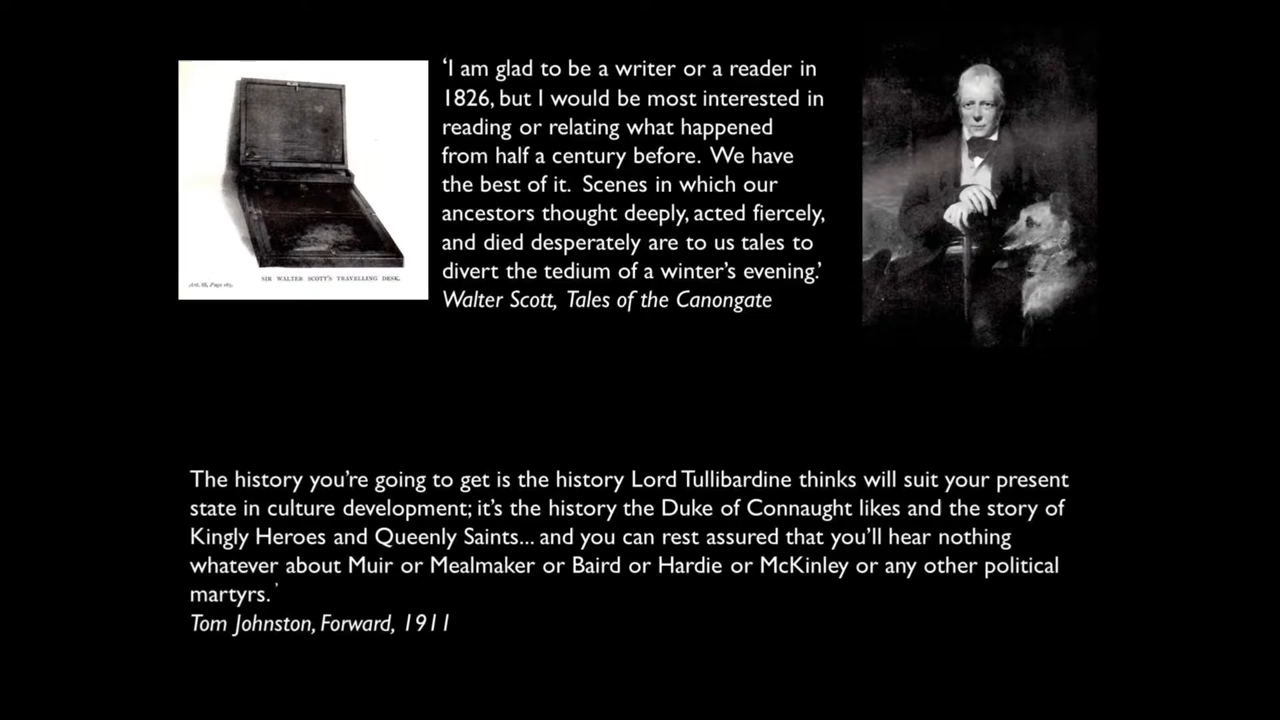 ‘I am glad to be a writer or a reader in
1826, but I would be most interested in
reading or relating what happened
from half a century before. We have
the best of it. Scenes in which our
ancestors thought deeply, acted fiercely,
and died desperately are to us tales to
divert the tedium of a winter’s evening.’
Walter Scott, Tales of the Canongate
SIR WALTER SCOTT'S TRAVELLING DESK.
The history you’re going to get is the history Lord Tullibardine thinks will suit your present
state in culture development; it’s the history the Duke of Connaught likes and the story of
Kingly Heroes and Queenly Saints... and you can rest assured that you’ll hear nothing
whatever about Muir or Mealmaker or Baird or Hardie or McKinley or any other political
martyrs. ’
Tom Johnston, Forward, 1911